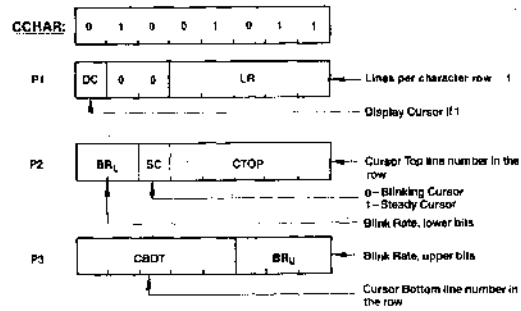 CCHAR: 0 1 0 0 1 0 1 1
P1 DC 0 0 LR Lines per character row - 1
Display Cursor if 1
P2 BRL SC CTOP Cursor Top line number in the
row
0 – Blinking Cursor
1 – Steady Cursor
Blink Rate, lower bits
P3 CBOT BRU Blink Rate, upper bits
Cursor Bottom line number in
the row